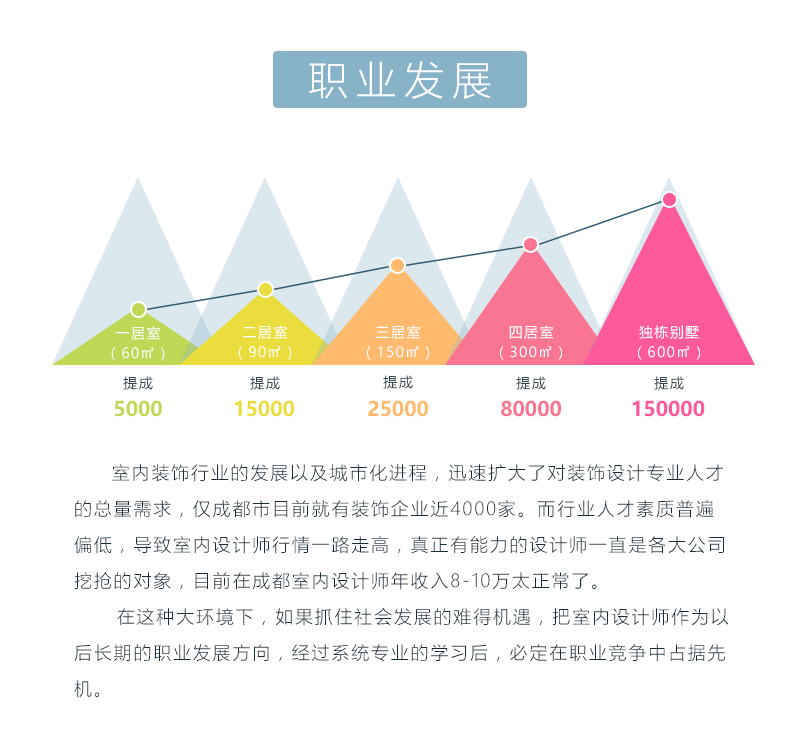 职业发展
一居室
（60㎡）
二居室
（90㎡）
三居室
（150㎡）
四居室
（300㎡）
独栋别墅
（600㎡）
提成
5000
提成
15000
提成
25000
提成
80000
提成
150000
室内装饰行业的发展以及城市化进程，迅速扩大了对装饰设计专业人才
的总量需求，仅成都市目前就有装饰企业近4000家。而行业人才素质普遍
偏低，导致室内设计师行情一路走高，真正有能力的设计师一直是各大公司
挖抢的对象，目前在成都室内设计师年收入8-10万太正常了。
在这种大环境下，如果抓住社会发展的难得机遇，把室内设计师作为以
后长期的职业发展方向，经过系统专业的学习后，必定在职业竞争中占据先
机。